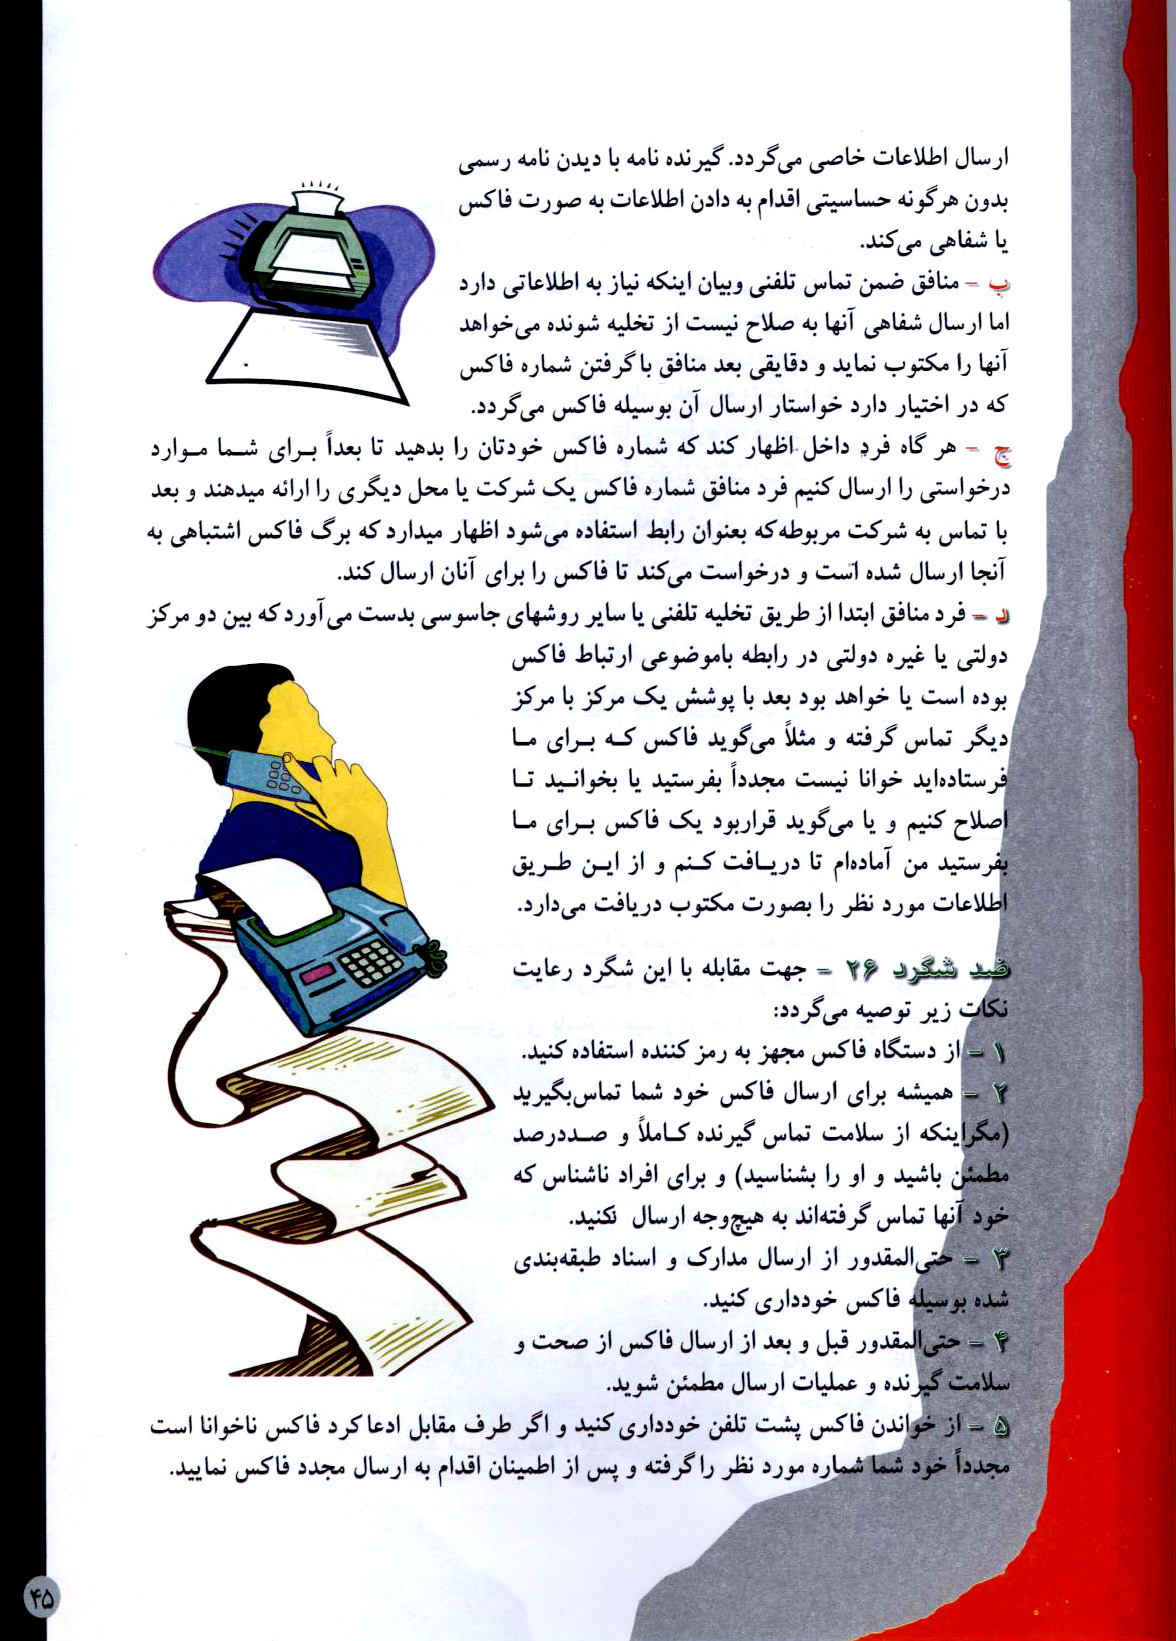 ارسال اطلاعات خاصی می‌گردد. گیرنده نامه با دیدن نامه رسمی
بدون هرگونه حساسیتی اقدام به دادن اطلاعات به صورت فاکس
یا شفاهی می‌کند.
ب - منافق ضمن تماس تلفنی وبیان اینکه نیاز به اطلاعاتی دارد
اما ارسال شفاهی آنها به صلاح نیست از تخلیه شونده می‌خواهد
آنها را مکتوب نماید و دقایقی بعد منافق با گرفتن شماره فاکس
که در اختیار دارد خواستار ارسال آن بوسیله فاکس می‌گردد.
ج - هر گاه فرد داخل اظهار کند که شماره فاکس خودتان را بدهید تا بعداً برای شما موارد
درخواستی را ارسال کنیم فرد منافق شماره فاکس یک شرکت یا محل دیگری را ارائه میدهند و بعد
با تماس به شرکت مربوطه که بعنوان رابط استفاده می‌شود اظهار میدارد که برگ فاکس اشتباهی به
آنجا ارسال شده است و درخواست می‌کند تا فاکس را برای آنان ارسال کند.
د - فرد منافق ابتدا از طریق تخلیه تلفنی یا سایر روشهای جاسوسی بدست می‌آورد که بین دو مرکز
دولتی یا غیره دولتی در رابطه باموضوعی ارتباط فاکس
بوده است یا خواهد بود بعد با پوشش یک مرکز با مرکز
دیگر تماس گرفته و مثلاً می‌گوید فاکس که برای ما
فرستاده‌اید خوانا نیست مجدداً بفرستید یا بخوانید تا
اصلاح کنیم و یا می‌گوید قراربود یک فاکس برای ما
بفرستید من آماده‌ام تا دریافت کنم و از این طریق
اطلاعات مورد نظر را بصورت مکتوب دریافت می‌دارد.
ضد شگرد ۲۶ - جهت مقابله با این شگرد رعایت
نکات زیر توصیه می‌گردد:
۱ - از دستگاه فاکس مجهز به رمز کننده استفاده کنید.
۲ - همیشه برای ارسال فاکس خود شما تماس‌بگیرید
(مگراینکه از سلامت تماس گیرنده کاملاً و صددرصد
مطمئن باشید و او را بشناسید) و برای افراد ناشناس که
خود آنها تماس گرفته‌اند به هیچ‌وجه ارسال نکنید.
۳ - حتی‌المقدور از ارسال مدارک و اسناد طبقه‌بندی
شده بوسیله فاکس خودداری کنید.
۴ - حتی‌المقدور قبل و بعد از ارسال فاکس از صحت و
سلامت گیرنده و عملیات ارسال مطمئن شوید.
۵ - از خواندن فاکس پشت تلفن خودداری کنید و اگر طرف مقابل ادعا کرد فاکس ناخوانا است
مجدداً خود شما شماره مورد نظر را گرفته و پس از اطمینان اقدام به ارسال مجدد فاکس نمایید.
۴۵